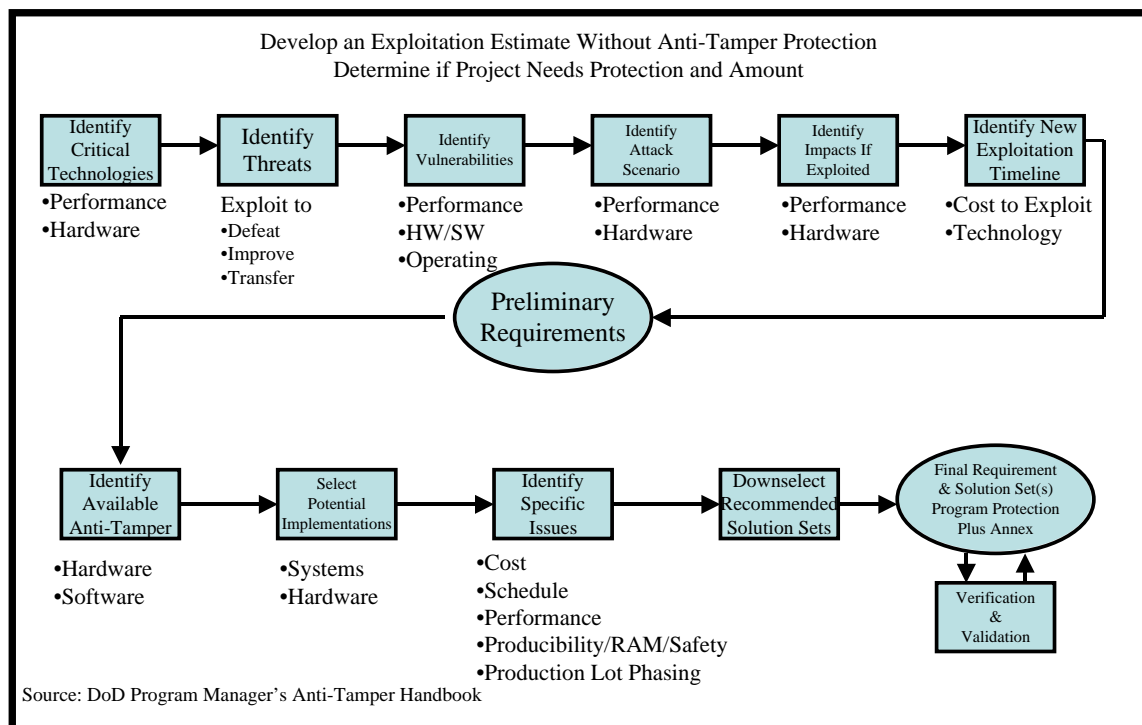 Develop an Exploitation Estimate Without Anti-Tamper Protection
Determine if Project Needs Protection and Amount
Identify
Critical
Technologies
•Performance
•Hardware
Identify
Threats
Exploit to
•Defeat
•Improve
•Transfer
Identify
Vulnerabilities
•Performance
•HW/SW
•Operating
Identify
Attack
Scenario
•Performance
•Hardware
Identify
Impacts If
Exploited
•Performance
•Hardware
Identify New
Exploitation
Timeline
•Cost to Exploit
•Technology
Preliminary
Requirements
Identify
Available
Anti-Tamper
•Hardware
•Software
Select
Potential
Implementations
•Systems
•Hardware
Identify
Specific
Issues
•Cost
•Schedule
•Performance
•Producibility/RAM/Safety
•Production Lot Phasing
Downselect
Recommended
Solution Sets
Final Requirement
& Solution Set(s)
Program Protection
Plus Annex
Verification
&
Validation
Source: DoD Program Manager's Anti-Tamper Handbook